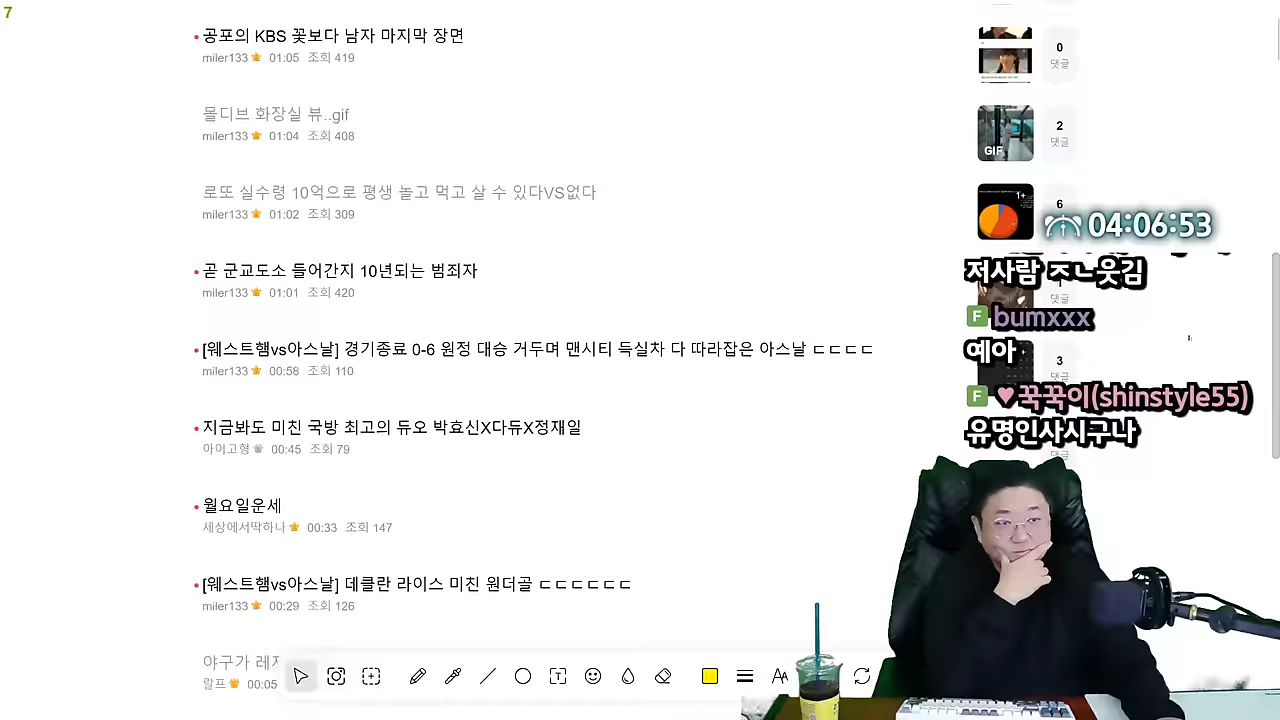 7
공포의 KBS 꽃보다 남자 마지막 장면
miler133 조회 410
0
댓글
몰디브 화장실 뷰..gif
miler133 01:04 조회 408
GIF
2
댓글
로또 실수령 10억으로 평생 놀고 먹고 살 수 있다VS없다
miler133 조회 309
1+
6
04:06:53
곧 군교도소 들어간지 10년되는 범죄자
miler133 조회 420
저사람 ㅈㄴ웃김
댓글
F bumxxx
[웨스트햄vs아스날] 경기종료 0-6 원정 대승 거두며 맨시티 득실차 다 따라잡은 아스날 ㄷㄷㄷㄷ
miler133 조회 110
예아
3
댓글
F ♥꾹꾹이(shinstyle55)
지금봐도 미친 국방 최고의 듀오 박효신X다듀X정재일
아이고형 00:45 조회 79
유명인사시구나
댓글
월요일운세
세상에서딱하나 00:33 조회 147
[웨스트햄vs아스날] 데클란 라이스 미친 원더골 ㄷㄷㄷㄷㄷㄷ
miler133 00:29 조회 126
야구가
랄프 00:05